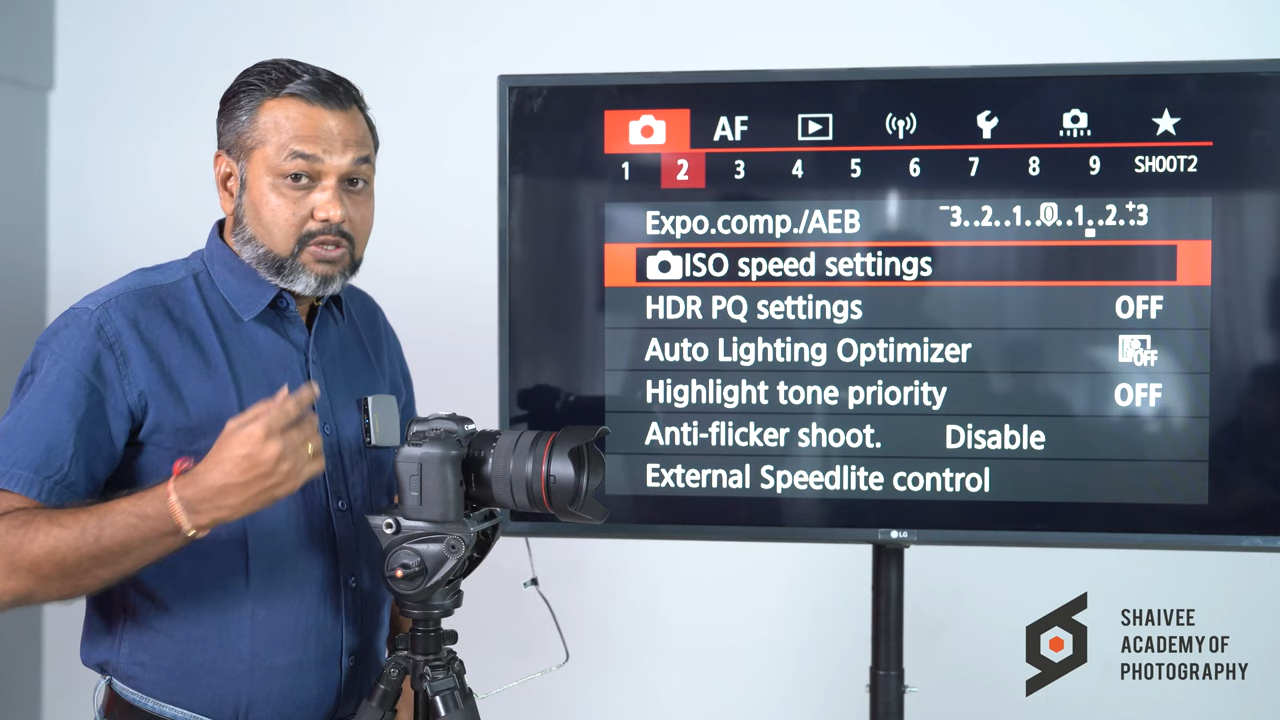 AF
1 2 3 4 5 6 7 8 9 SHOOT2
Expo.comp./AEB -3..2..1..0..1..2..+3
ISO speed settings
HDR PQ settings OFF
Auto Lighting Optimizer OFF
Highlight tone priority OFF
Anti-flicker shoot. Disable
External Speedlite control
Canon
LG
SHAIVEE
ACADEMY OF
PHOTOGRAPHY